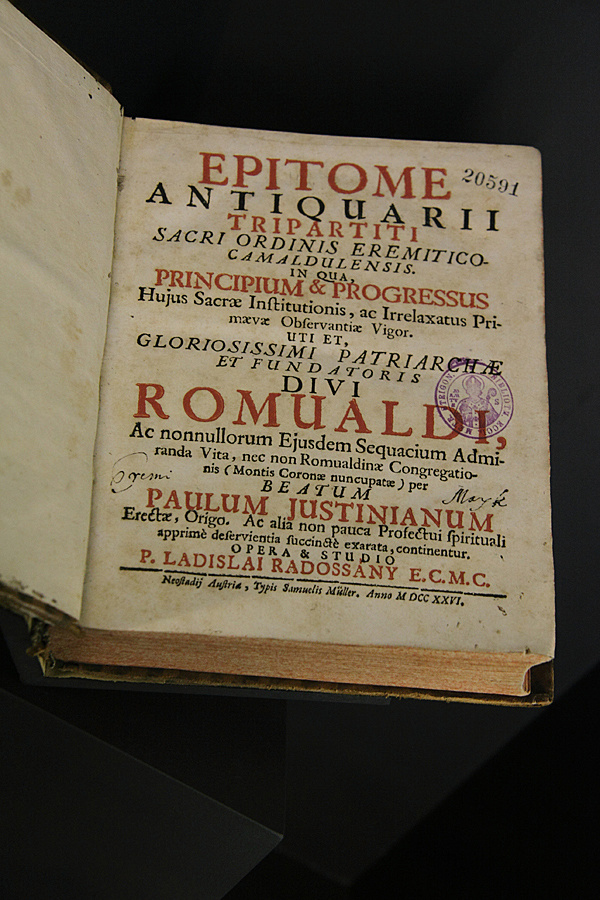 EPITOME
20591
ANTIQUARII
TRIPARTITI
SACRI ORDINIS EREMITICO-
CAMALDULENSIS.
IN QUA,
PRINCIPIUM & PROGRESSUS
Hujus Sacræ Institutionis, ac Irrelaxatus Pri-
mævæ Observantiæ Vigor.
UTI ET,
GLORIOSISSIMI PATRIARCHÆ
ET FUNDATORIS
DIVI
ROMUALDI,
Ac nonnullorum Ejusdem Sequacium Admi-
randa Vita, nec non Romualdinæ Congregatio-
nis (Montis Coronæ nuncupatæ) per
BEATUM
PAULUM JUSTINIANUM
Erectæ, Origo. Ac alia non pauca Profectui spirituali
apprimè deservientia succinctè exarata, continentur.
OPERA & STUDIO
P. LADISLAI RADOSSANY E.C.M.C.
Neostadij Austriæ, Typis Samuelis Müller. Anno M DCC XXVI.